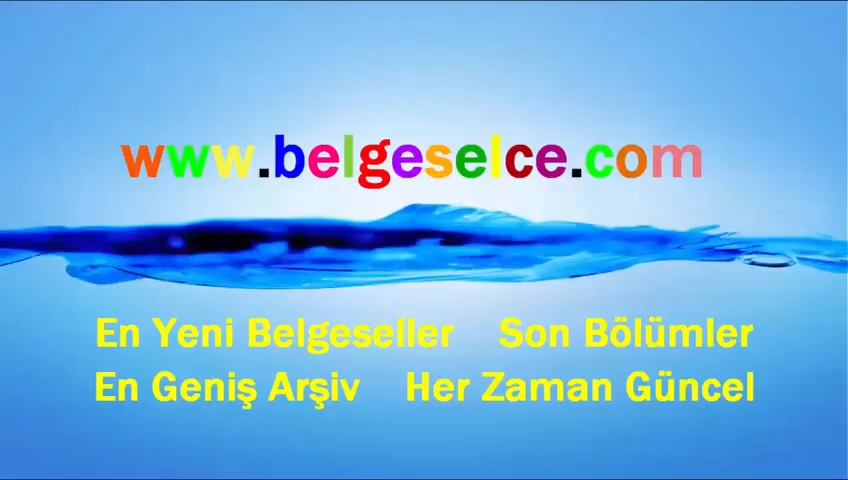 www.belgeselce.com
En Yeni Belgeseller Son Bölümler
En Geniş Arşiv Her Zaman Güncel